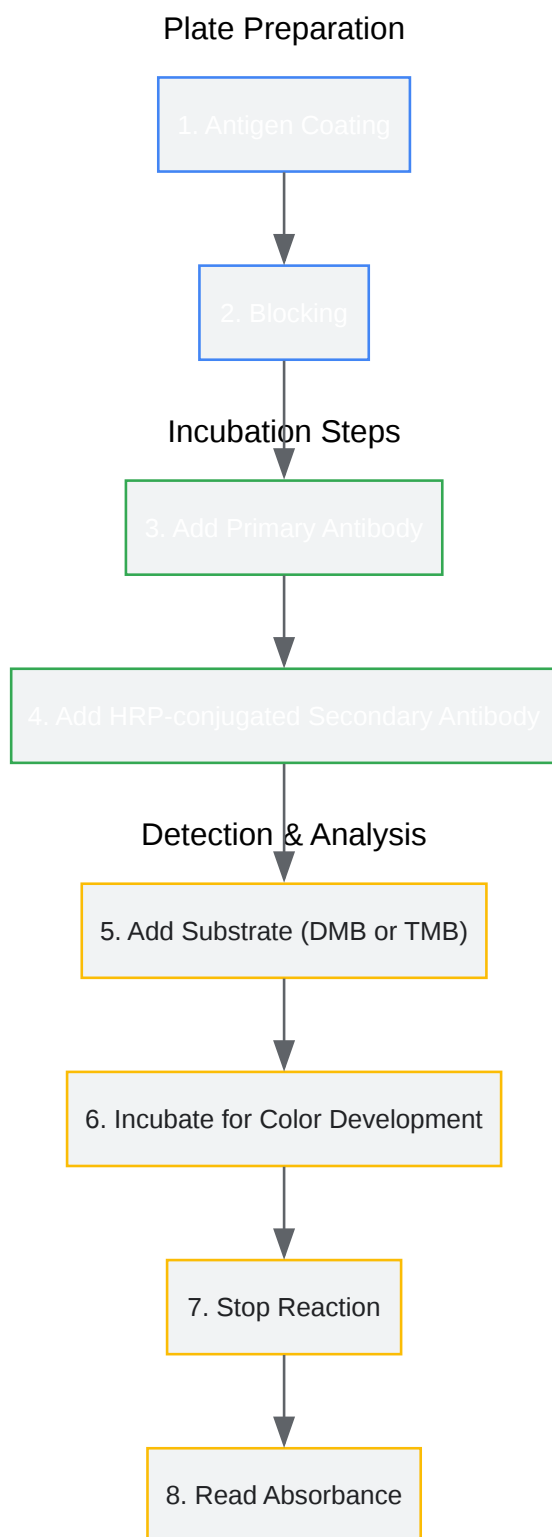 Plate Preparation
1. Antigen Coating
2. Blocking
Incubation Steps
3. Add Primary Antibody
4. Add HRP-conjugated Secondary Antibody
Detection & Analysis
5. Add Substrate (DMB or TMB)
6. Incubate for Color Development
7. Stop Reaction
8. Read Absorbance